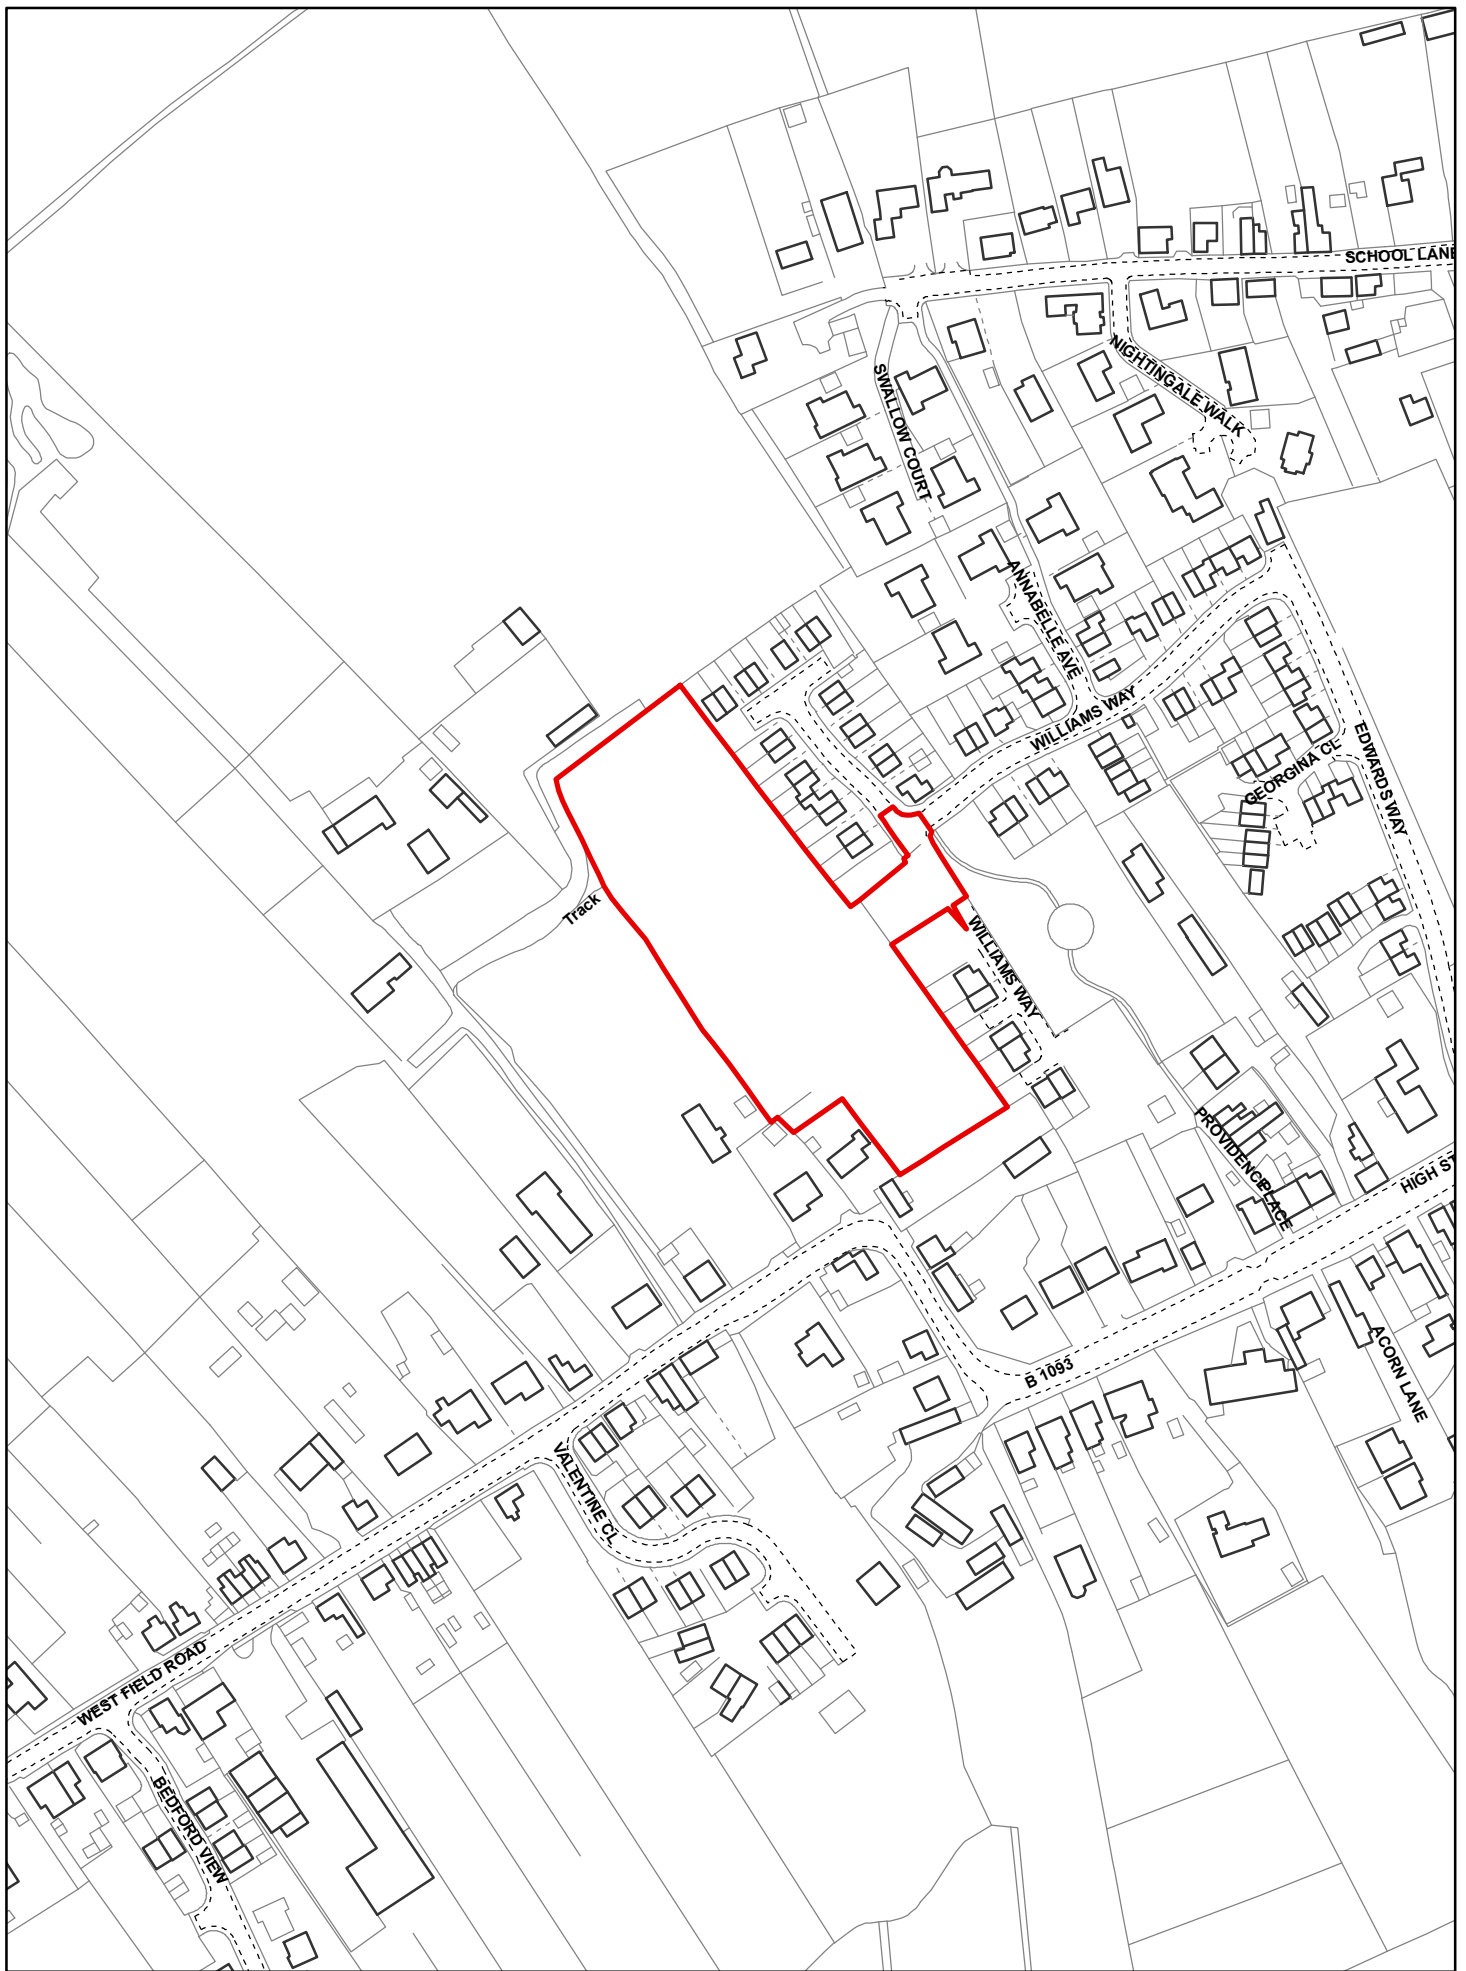 SCHOOL LANE
NIGHTINGALE WALK
SWALLOW COURT
ANNABELLE AVE
WILLIAMS WAY
EDWARDS WAY
GEORGINA CL
Track
WILLIAMS WAY
PROVIDENCE PLACE
HIGH ST
B 1093
ACORN LANE
VALENTINE CL
WEST FIELD ROAD
BEDFORD VIEW